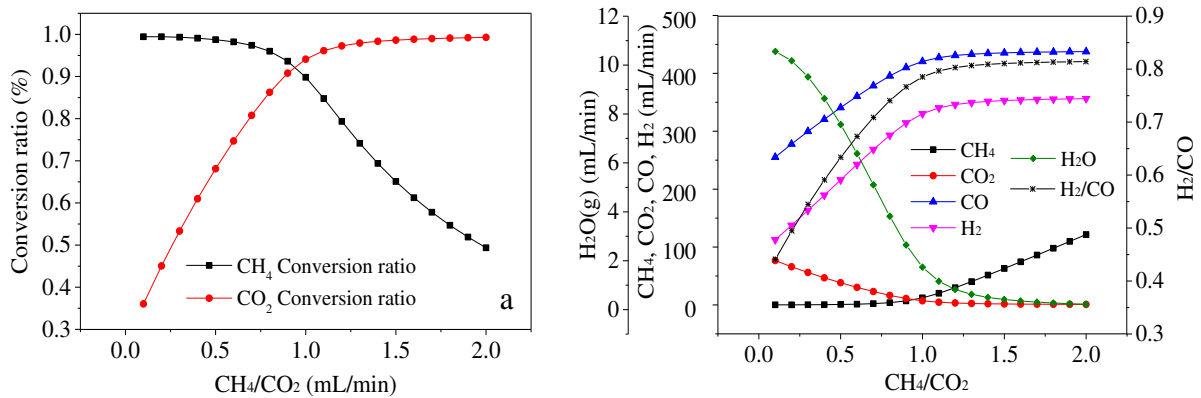 Conversion ratio (%)
1.0
0.9
0.8
0.7
0.6
0.5
0.4
0.3
CH₄ Conversion ratio
CO₂ Conversion ratio
a
0.0 0.5 1.0 1.5 2.0
CH₄/CO₂ (mL/min)
H₂O(g) (mL/min)
12
10
8
6
4
2
0
CH₄, CO₂, CO, H₂ (mL/min)
500
450
400
300
200
100
0
CH₄
CO₂
CO
H₂
H₂O
H₂/CO
0.9
0.8
0.7
0.6
0.5
0.4
0.3
H₂/CO
0.0 0.5 1.0 1.5 2.0
CH₄/CO₂